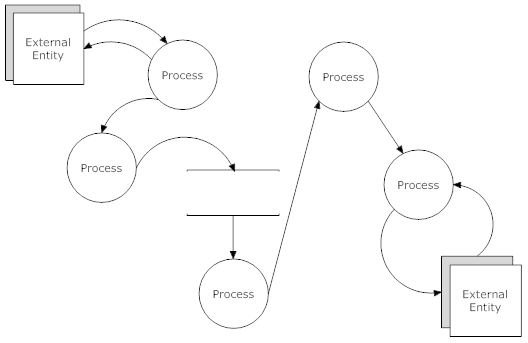 External
Entity
Process
Process
Process
Process
Process
External
Entity